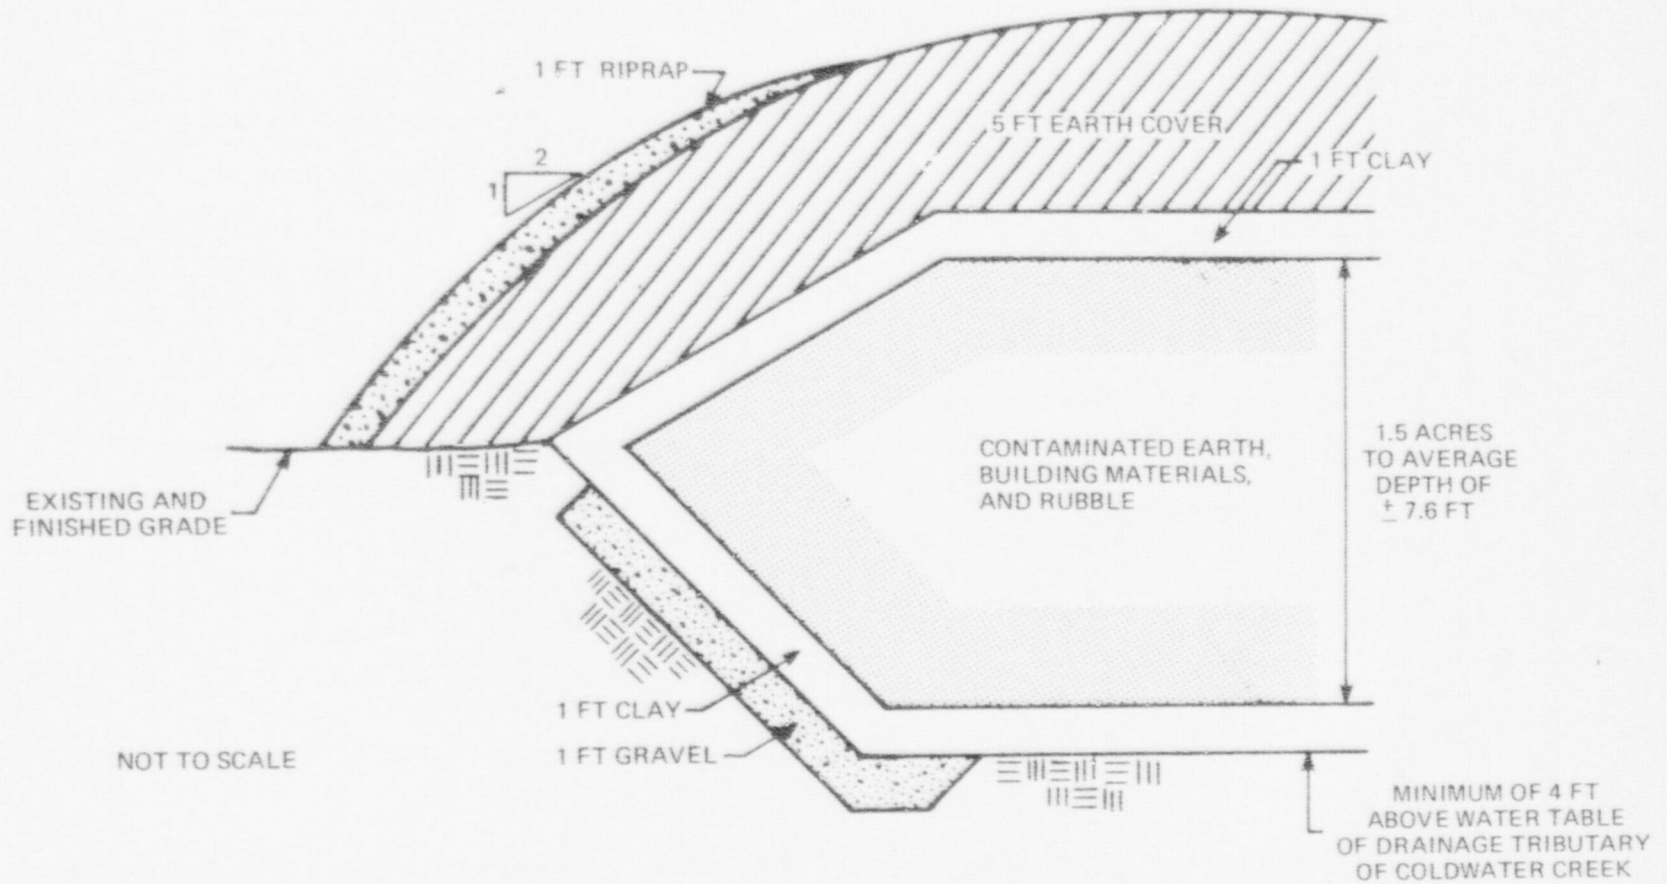 1 FT RIPRAP
5 FT EARTH COVER
1 FT CLAY
2
1
CONTAMINATED EARTH,
BUILDING MATERIALS,
AND RUBBLE
1.5 ACRES
TO AVERAGE
DEPTH OF
± 7.6 FT
EXISTING AND
FINISHED GRADE
1 FT CLAY
1 FT GRAVEL
NOT TO SCALE
MINIMUM OF 4 FT
ABOVE WATER TABLE
OF DRAINAGE TRIBUTARY
OF COLDWATER CREEK